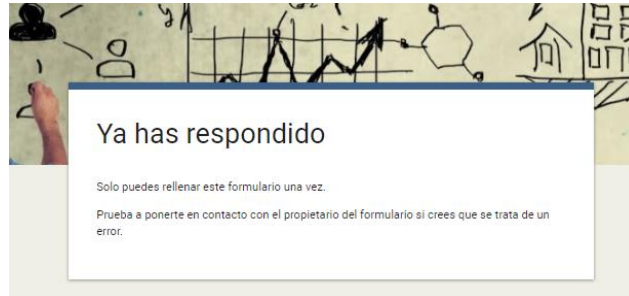 Ya has respondido
Solo puedes rellenar este formulario una vez.
Prueba a ponerte en contacto con el propietario del formulario si crees que se trata de un
error.